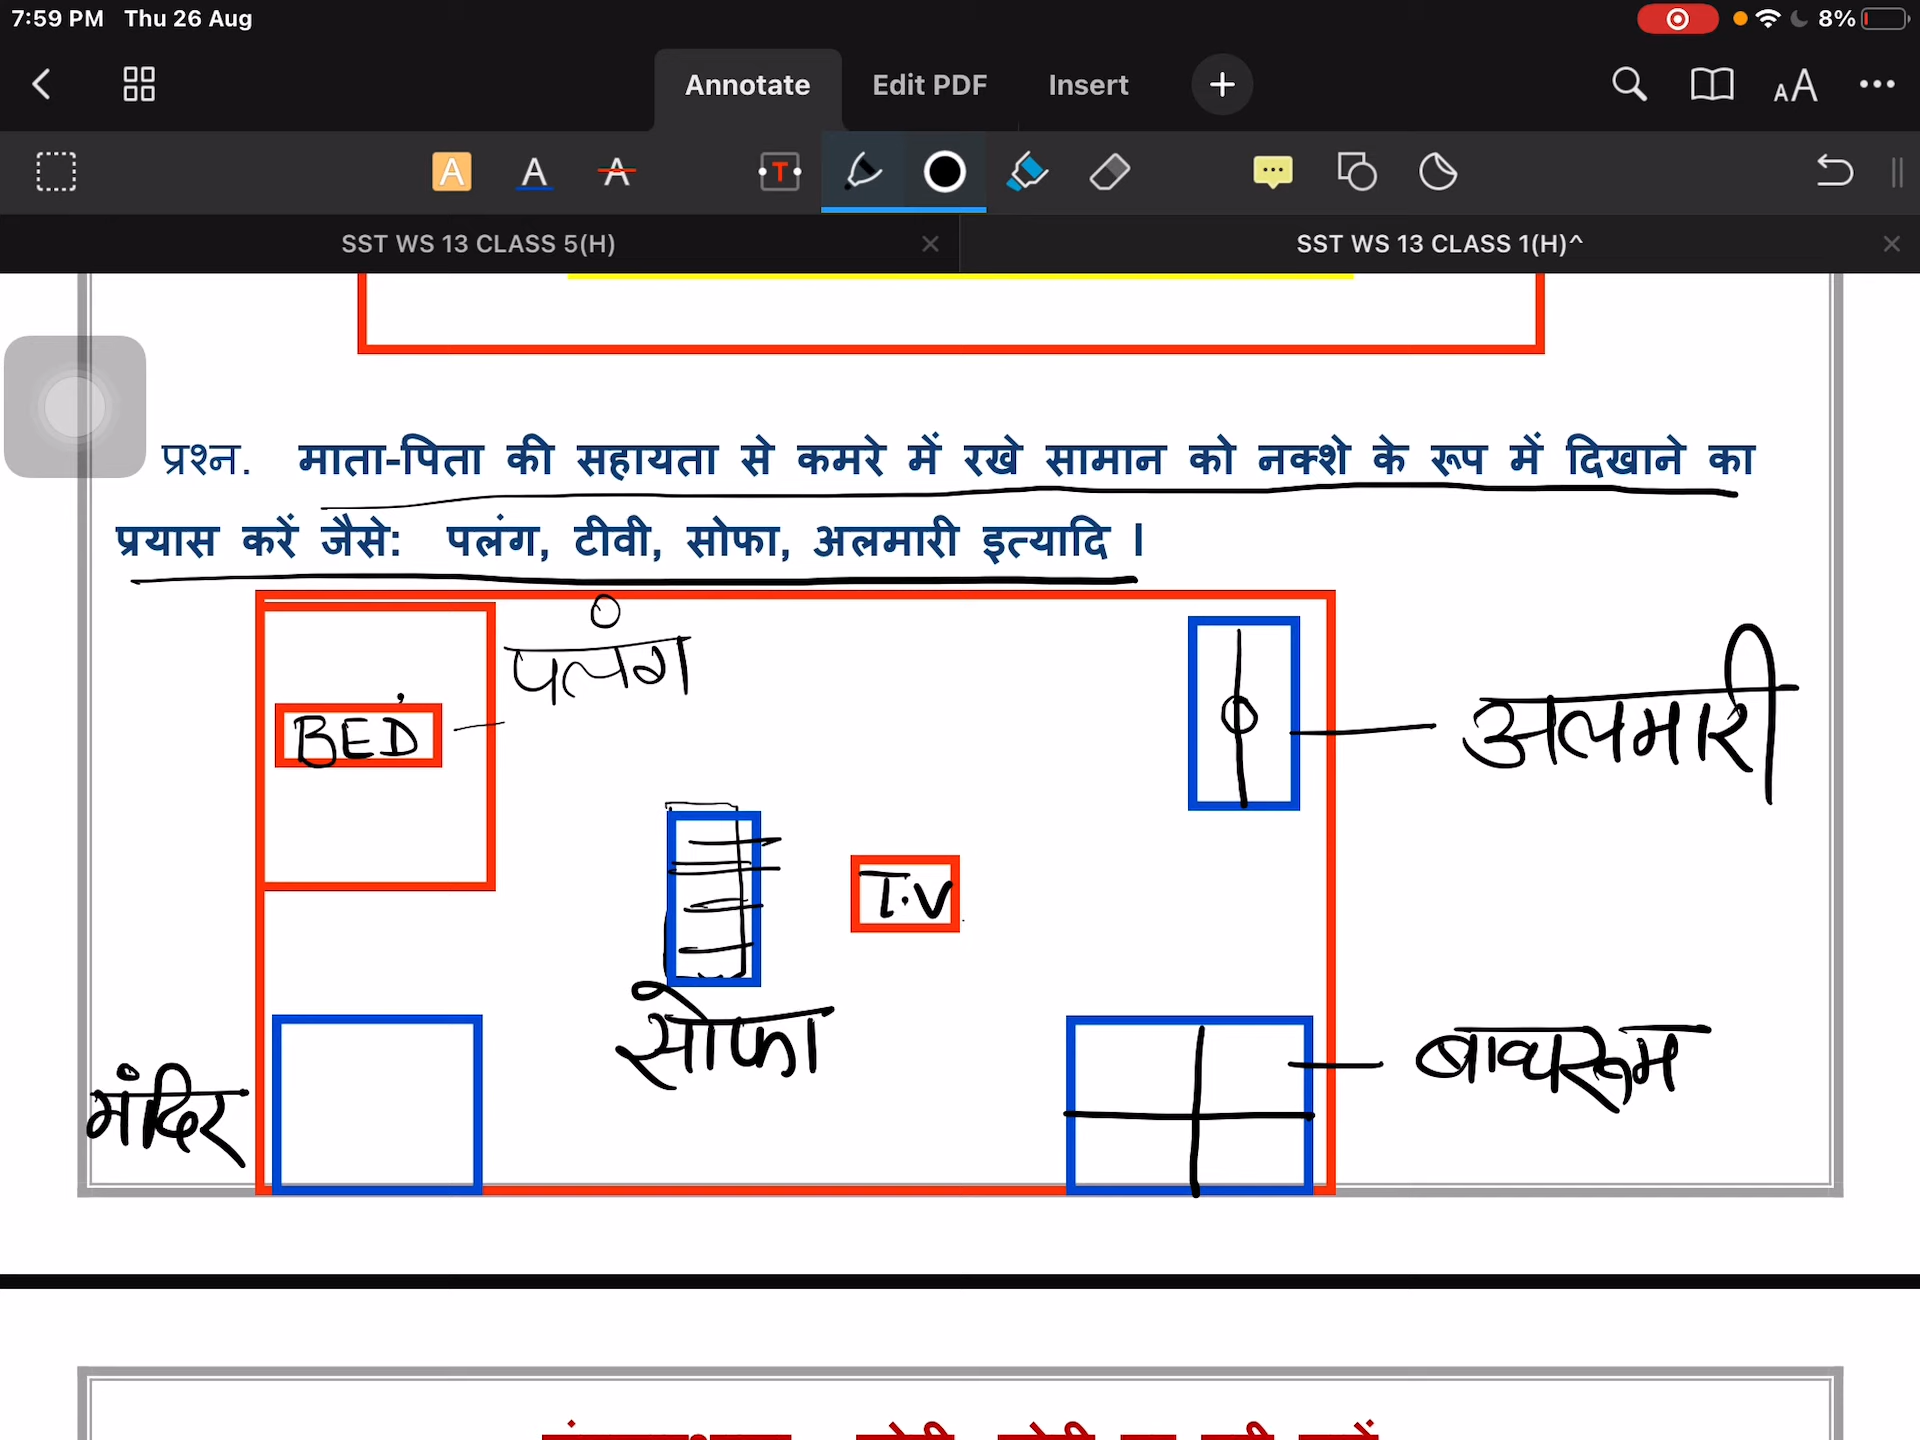 7:59 PM Thu 26 Aug
8%
Annotate Edit PDF Insert
SST WS 13 CLASS 5(H)
SST WS 13 CLASS 1(H)^
प्रश्न. माता-पिता की सहायता से कमरे में रखे सामान को नक्शे के रूप में दिखाने का
प्रयास करें जैसे: पलंग, टीवी, सोफा, अलमारी इत्यादि ।
पलंग
BED
अलमारी
T.V
सोफा
बाथरूम
मंदिर